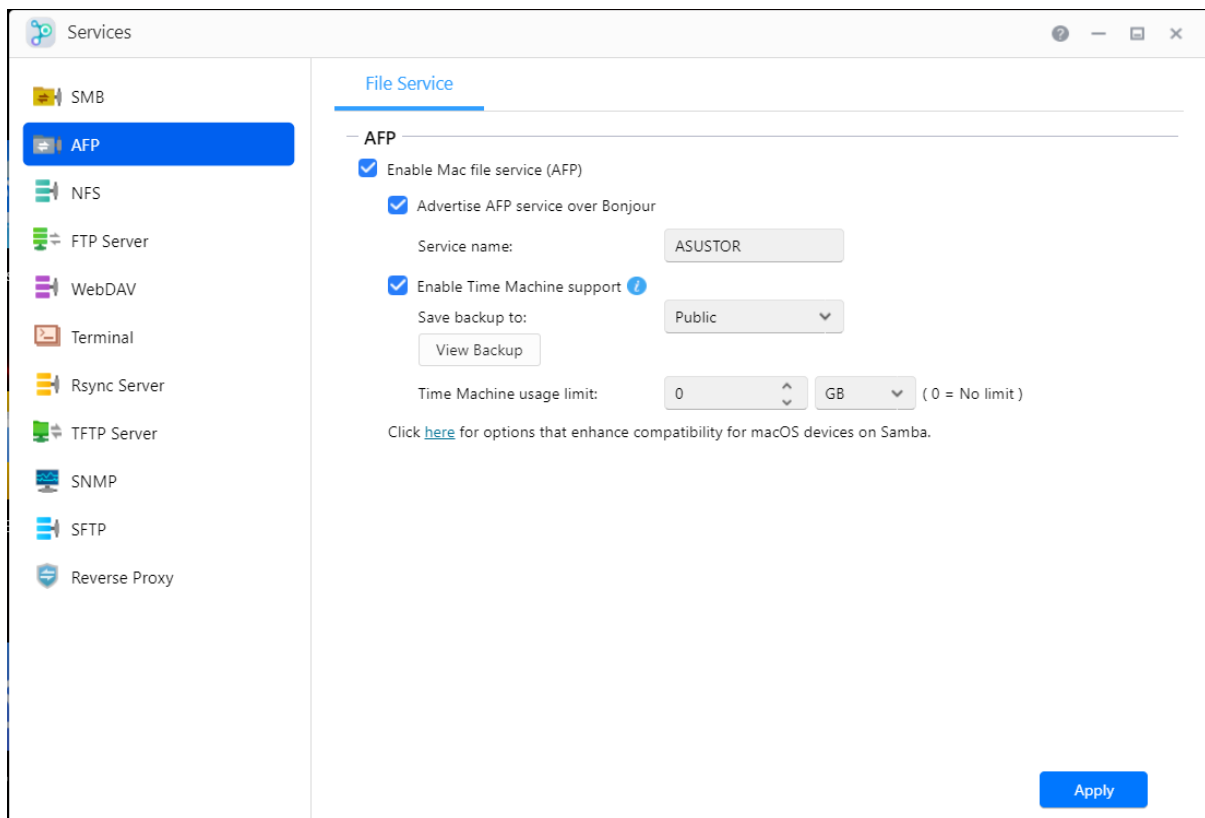 Services
SMB
AFP
NFS
FTP Server
WebDAV
Terminal
Rsync Server
TFTP Server
SNMP
SFTP
Reverse Proxy
File Service
AFP
Enable Mac file service (AFP)
Advertise AFP service over Bonjour
Service name: ASUSTOR
Enable Time Machine support
Save backup to: Public
View Backup
Time Machine usage limit: 0 GB ( 0 = No limit )
Click here for options that enhance compatibility for macOS devices on Samba.
Apply